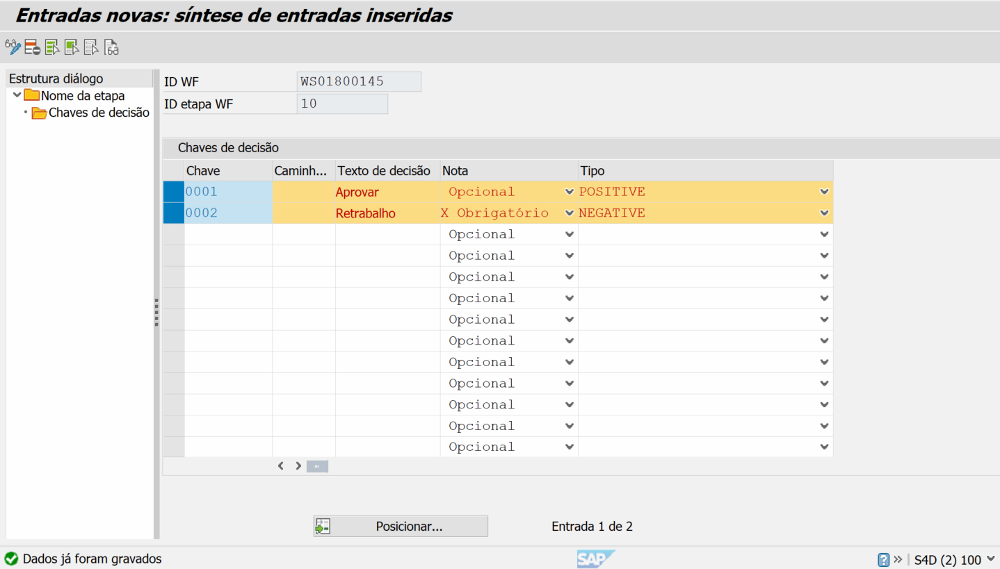 Entradas novas: síntese de entradas inseridas
Estrutura diálogo
Nome da etapa
Chaves de decisão
ID WF WS01800145
ID etapa WF 10
Chaves de decisão
Chave Caminh... Texto de decisão Nota Tipo
0001 Aprovar Opcional POSITIVE
0002 Retrabalho X Obrigatório NEGATIVE
Opcional
Opcional
Opcional
Opcional
Opcional
Opcional
Opcional
Opcional
Opcional
Opcional
Opcional
Posicionar... Entrada 1 de 2
Dados já foram gravados SAP S4D (2) 100